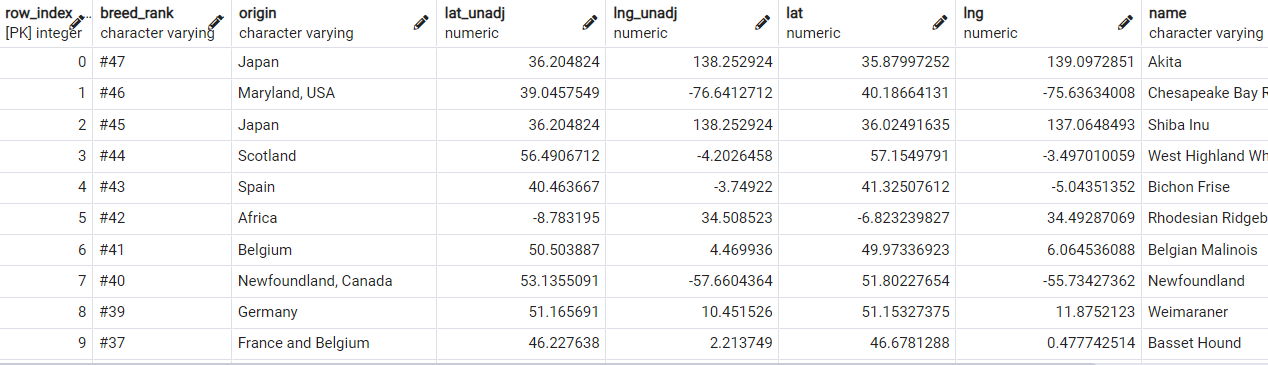 row_index breed_rank origin lat_unadj lng_unadj lat lng name
[PK] integer character varying character varying numeric numeric numeric numeric character varying
0 #47 Japan 36.204824 138.252924 35.87997252 139.0972851 Akita
1 #46 Maryland, USA 39.0457549 -76.6412712 40.18664131 -75.63634008 Chesapeake Bay R
2 #45 Japan 36.204824 138.252924 36.02491635 137.0648493 Shiba Inu
3 #44 Scotland 56.4906712 -4.2026458 57.1549791 -3.497010059 West Highland Wh
4 #43 Spain 40.463667 -3.74922 41.32507612 -5.04351352 Bichon Frise
5 #42 Africa -8.783195 34.508523 -6.823239827 34.49287069 Rhodesian Ridgeb
6 #41 Belgium 50.503887 4.469936 49.97336923 6.064536088 Belgian Malinois
7 #40 Newfoundland, Canada 53.1355091 -57.6604364 51.80227654 -55.73427362 Newfoundland
8 #39 Germany 51.165691 10.451526 51.15327375 11.8752123 Weimaraner
9 #37 France and Belgium 46.227638 2.213749 46.6781288 0.477742514 Basset Hound